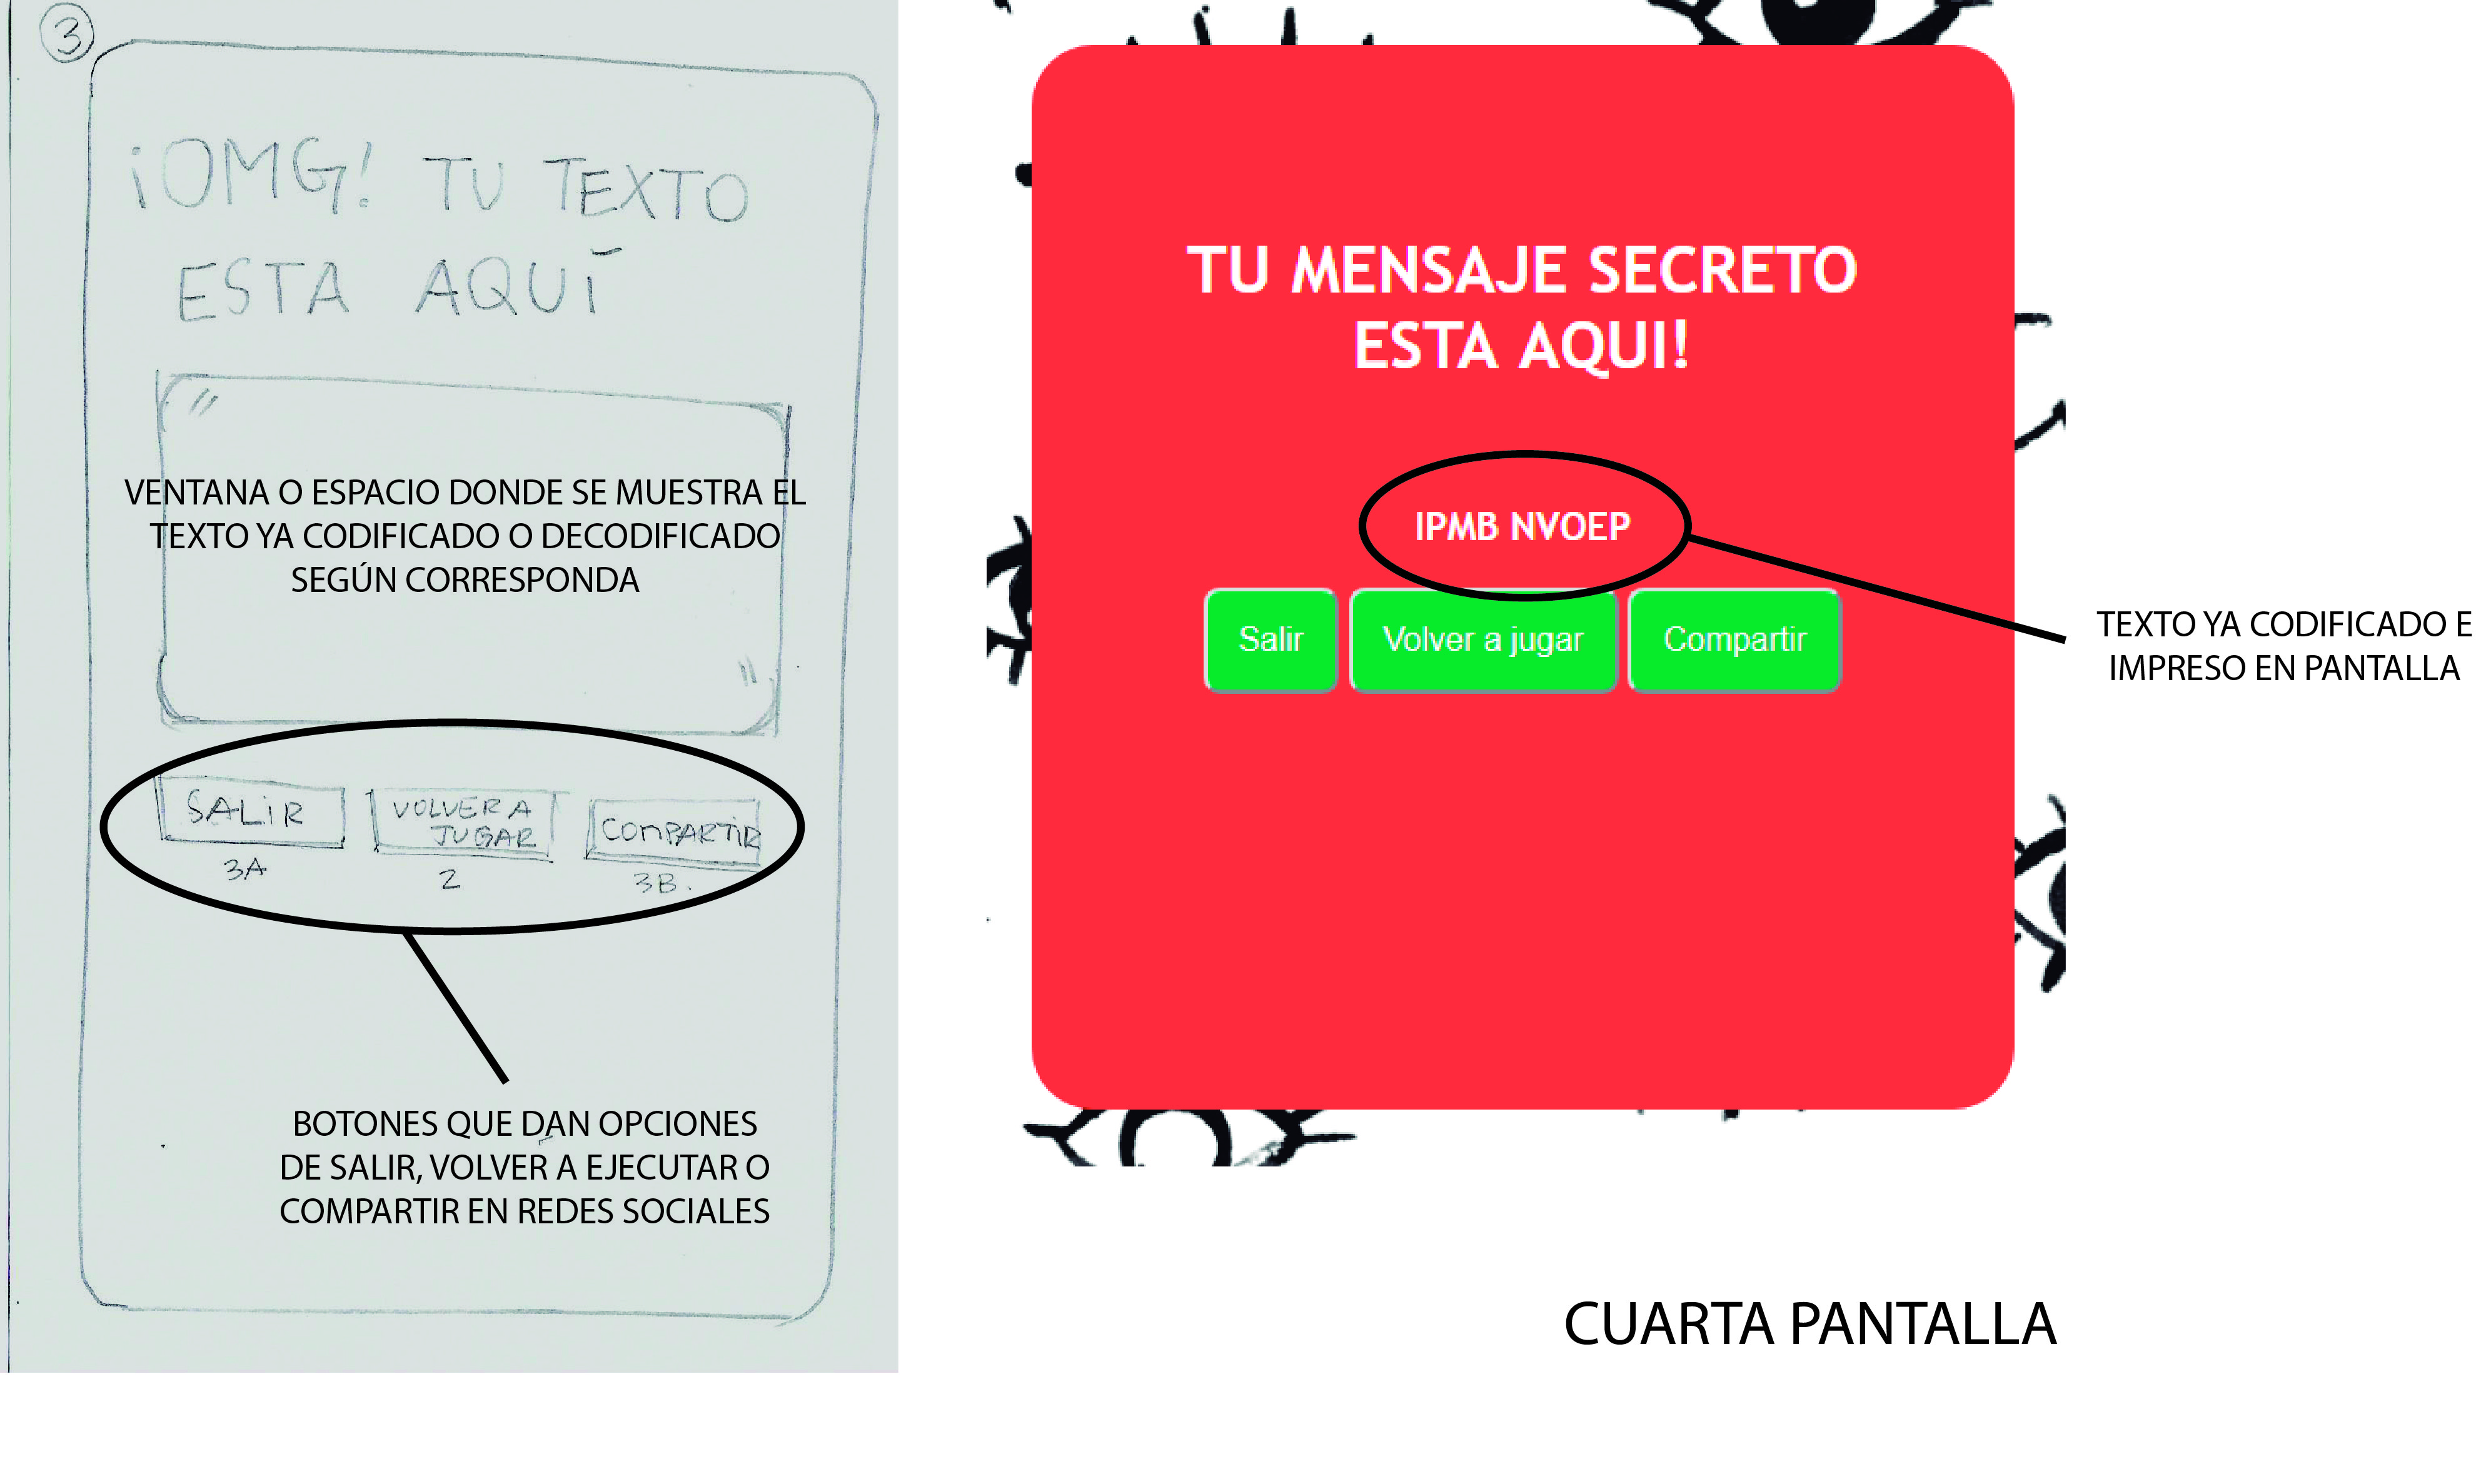 3
¡OMG! TU TEXTO
ESTA AQUÍ
VENTANA O ESPACIO DONDE SE MUESTRA EL
TEXTO YA CODIFICADO O DECODIFICADO
SEGÚN CORRESPONDA
SALIR
VOLVER A
JUGAR
COMPARTIR
3A
2
3B.
BOTONES QUE DAN OPCIONES
DE SALIR, VOLVER A EJECUTAR O
COMPARTIR EN REDES SOCIALES
TU MENSAJE SECRETO
ESTA AQUI!
IPMB NVOEP
Salir
Volver a jugar
Compartir
TEXTO YA CODIFICADO E
IMPRESO EN PANTALLA
CUARTA PANTALLA